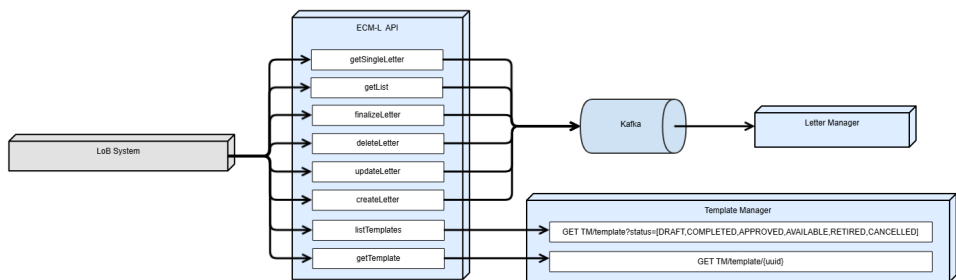 ECM-L API
getSingleLetter
getList
finalizeLetter
deleteLetter
updateLetter
createLetter
listTemplates
getTemplate
LoB System
Kafka
Letter Manager
Template Manager
GET TM/template?status=[DRAFT,COMPLETED,APPROVED,AVAILABLE,RETIRED,CANCELLED]
GET TM/template/{uuid}